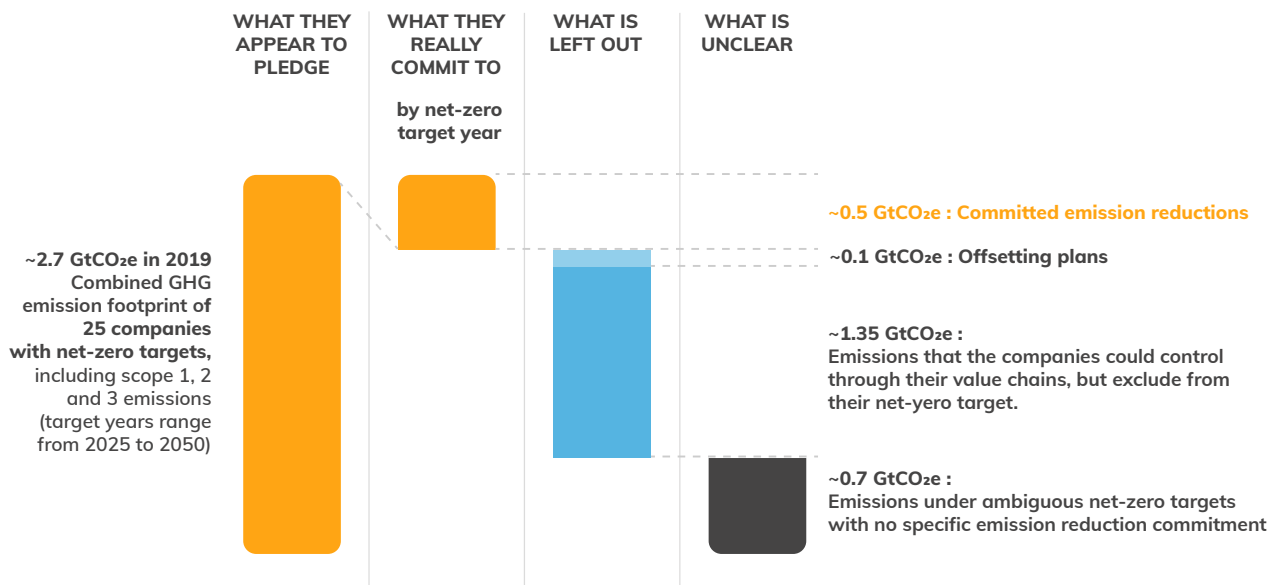 WHAT THEY
APPEAR TO
PLEDGE
WHAT THEY
REALLY
COMMIT TO
by net-zero
target year
WHAT IS
LEFT OUT
WHAT IS
UNCLEAR
~2.7 GtCO₂e in 2019
Combined GHG
emission footprint of
25 companies
with net-zero targets,
including scope 1, 2
and 3 emissions
(target years range
from 2025 to 2050)
~0.5 GtCO₂e : Committed emission reductions
~0.1 GtCO₂e : Offsetting plans
~1.35 GtCO₂e :
Emissions that the companies could control
through their value chains, but exclude from
their net-yero target.
~0.7 GtCO₂e :
Emissions under ambiguous net-zero targets
with no specific emission reduction commitment